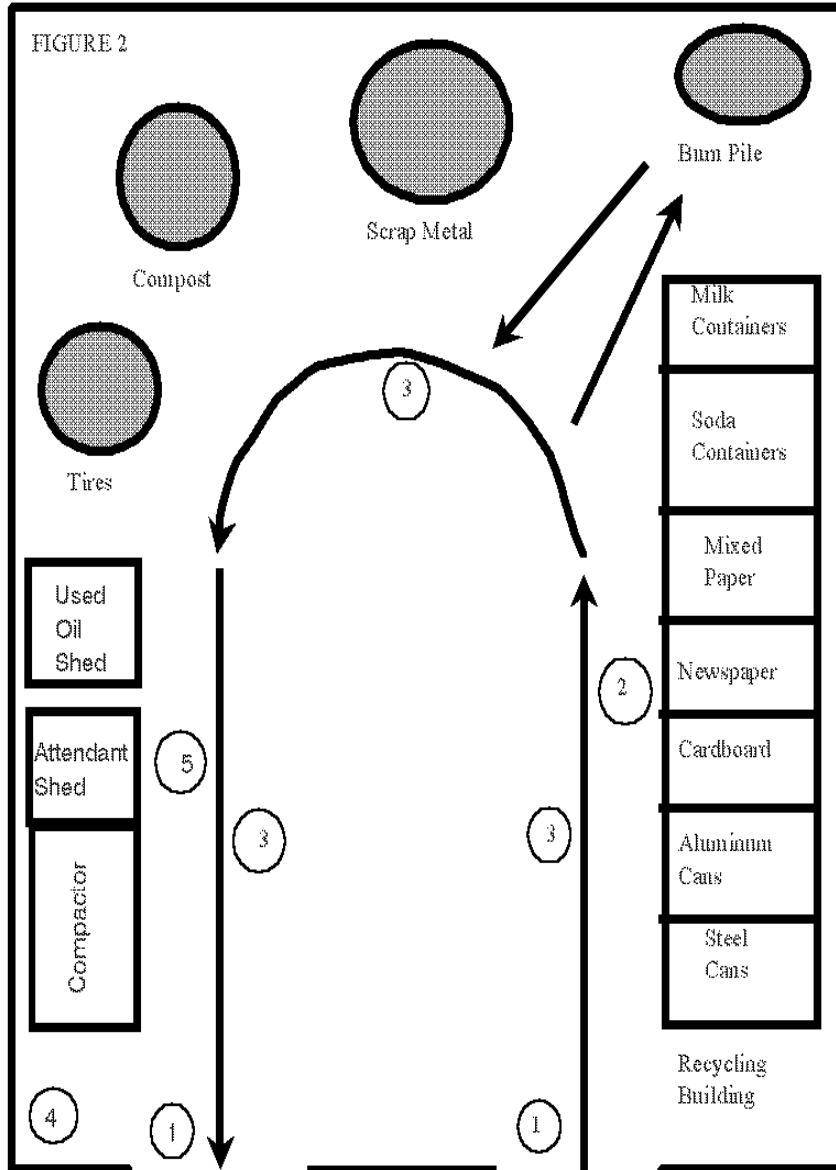 FIGURE 2
Burn Pile
Scrap Metal
Compost
Milk
Containers
3
Soda
Containers
Tires
Mixed
Paper
Used
Oil
Shed
2
Newspaper
Attendant
Shed
5
Cardboard
3
3
Aluminum
Cans
Compactor
Steel
Cans
Recycling
Building
4
1
1